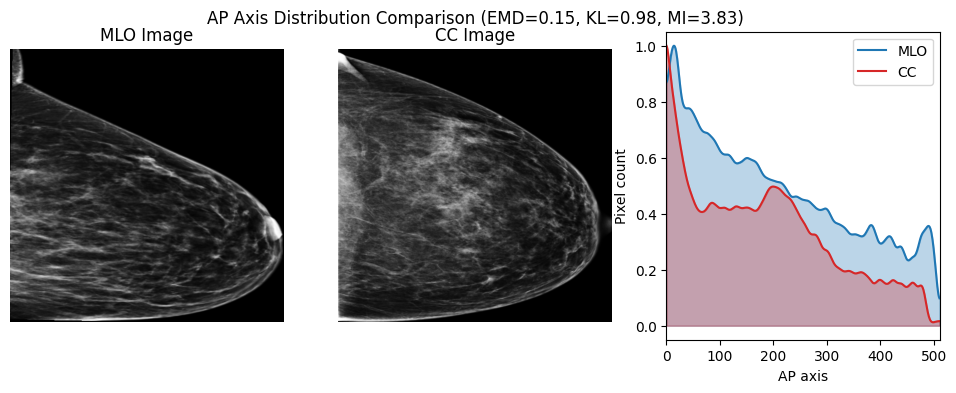 AP Axis Distribution Comparison (EMD=0.15, KL=0.98, MI=3.83)
MLO Image
CC Image
MLO
CC
Pixel count
1.0
0.8
0.6
0.4
0.2
0.0
0 100 200 300 400 500
AP axis